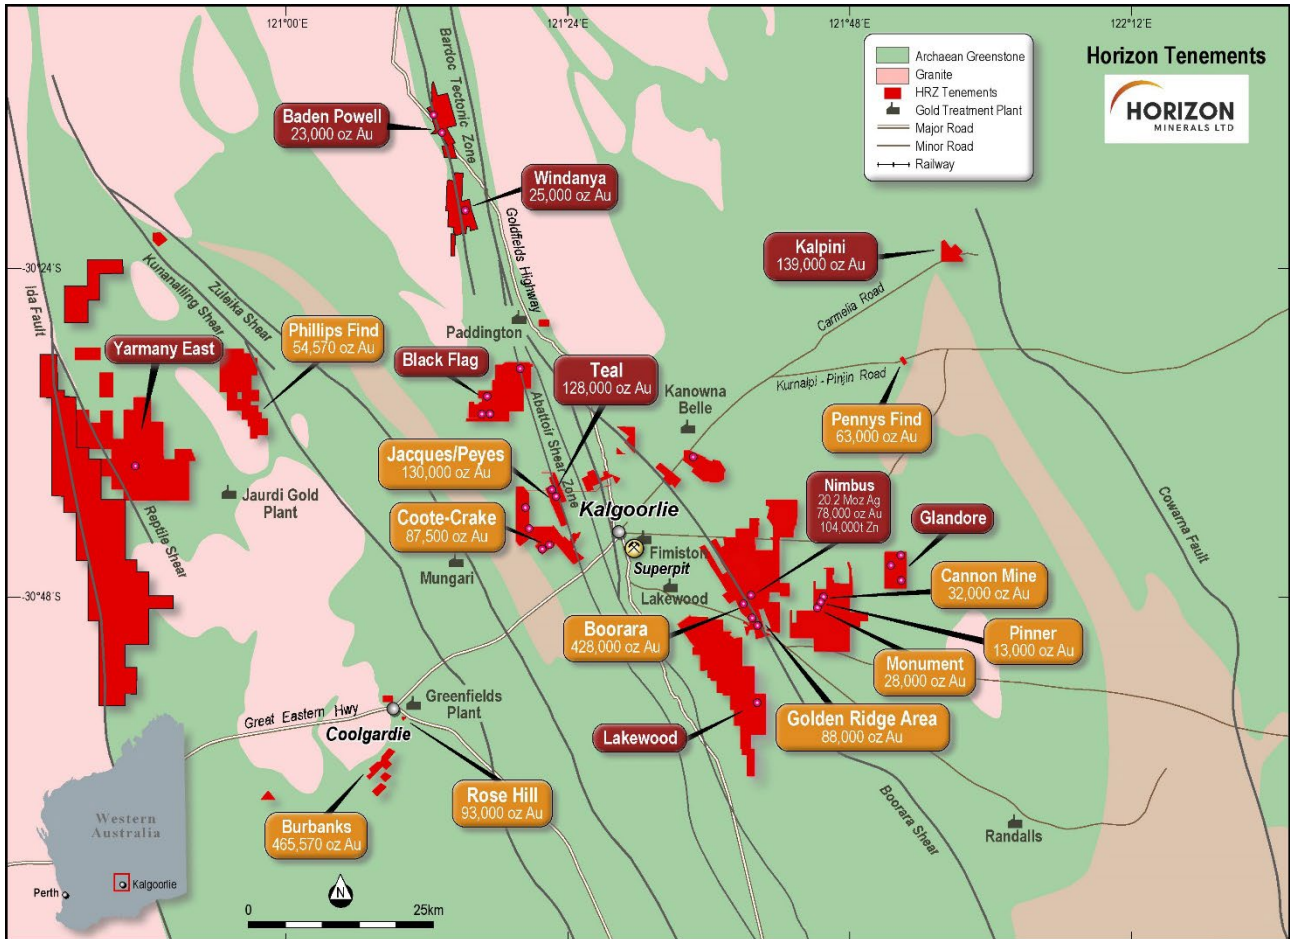 121°00'E
121°24'E
121°48'E
122°12'E
Archaean Greenstone
Granite
HRZ Tenements
Gold Treatment Plant
Major Road
Minor Road
Railway
Horizon Tenements
HORIZON
MINERALS LTD
Bardoc Tectonic Zone
Baden Powell
23,000 oz Au
Windanya
25,000 oz Au
Goldfields Highway
Kalpini
139,000 oz Au
-30°24'S
Ida Fault
Kunanalling Shear
Zuleika Shear
Carmelia Road
Paddington
Phillips Find
54,570 oz Au
Yarmany East
Black Flag
Teal
128,000 oz Au
Kanowna
Belle
Kurnalpi - Pinjin Road
Abattoir Shear Zone
Pennys Find
63,000 oz Au
Jacques/Peyes
130,000 oz Au
Jaurdi Gold
Plant
Reptile Shear
Coote-Crake
87,500 oz Au
Kalgoorlie
Nimbus
20.2 Moz Ag
78,000 oz Au
104,000t Zn
Glandore
Cowarna Fault
Fimiston
Superpit
Mungari
Lakewood
Cannon Mine
32,000 oz Au
-30°48'S
Boorara
428,000 oz Au
Pinner
13,000 oz Au
Monument
28,000 oz Au
Greenfields
Plant
Great Eastern Hwy
Coolgardie
Lakewood
Golden Ridge Area
88,000 oz Au
Rose Hill
93,000 oz Au
Boorara Shear
Burbanks
465,570 oz Au
Randalls
Western
Australia
Perth
Kalgoorlie
N
0
25km